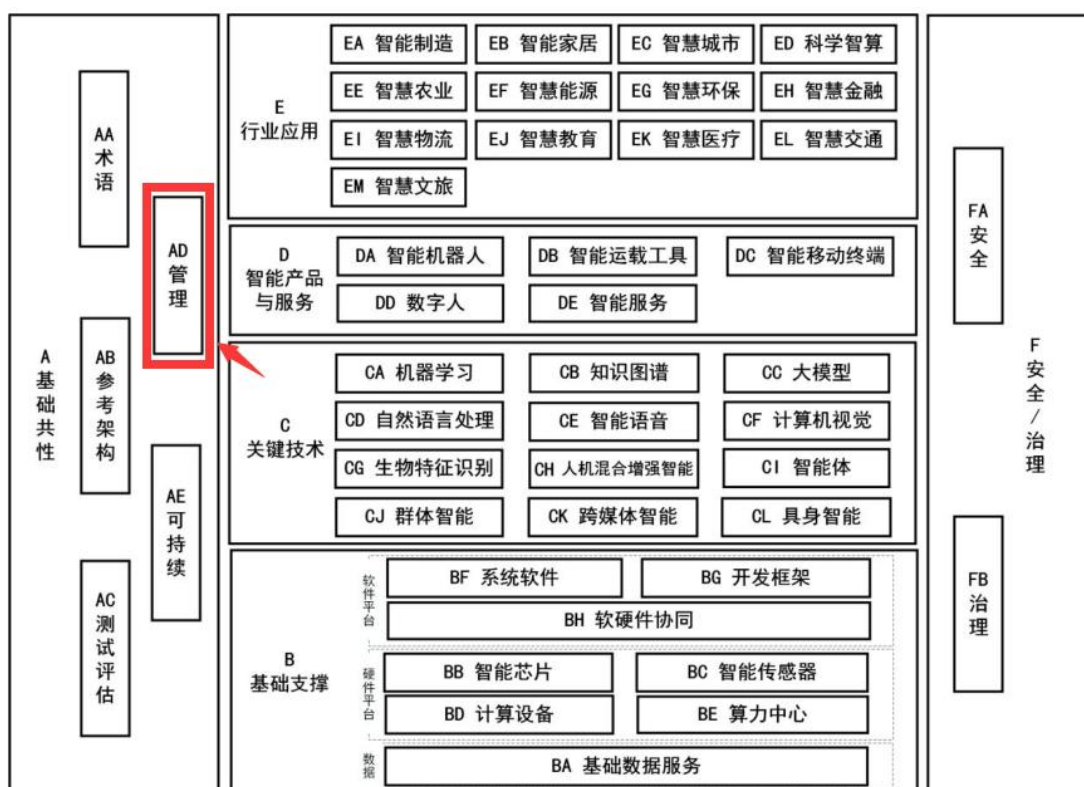 A 基础共性
AA 术语
AB 参考架构
AC 测试评估
AD 管理
AE 可持续
E
行业应用
EA 智能制造
EB 智能家居
EC 智慧城市
ED 科学智算
EE 智慧农业
EF 智慧能源
EG 智慧环保
EH 智慧金融
EI 智慧物流
EJ 智慧教育
EK 智慧医疗
EL 智慧交通
EM 智慧文旅
D
智能产品
与服务
DA 智能机器人
DB 智能运载工具
DC 智能移动终端
DD 数字人
DE 智能服务
C
关键技术
CA 机器学习
CB 知识图谱
CC 大模型
CD 自然语言处理
CE 智能语音
CF 计算机视觉
CG 生物特征识别
CH 人机混合增强智能
CI 智能体
CJ 群体智能
CK 跨媒体智能
CL 具身智能
B
基础支撑
软件平台
BF 系统软件
BG 开发框架
BH 软硬件协同
硬件平台
BB 智能芯片
BC 智能传感器
BD 计算设备
BE 算力中心
数据
BA 基础数据服务
FA 安全
FB 治理
F 安全/治理